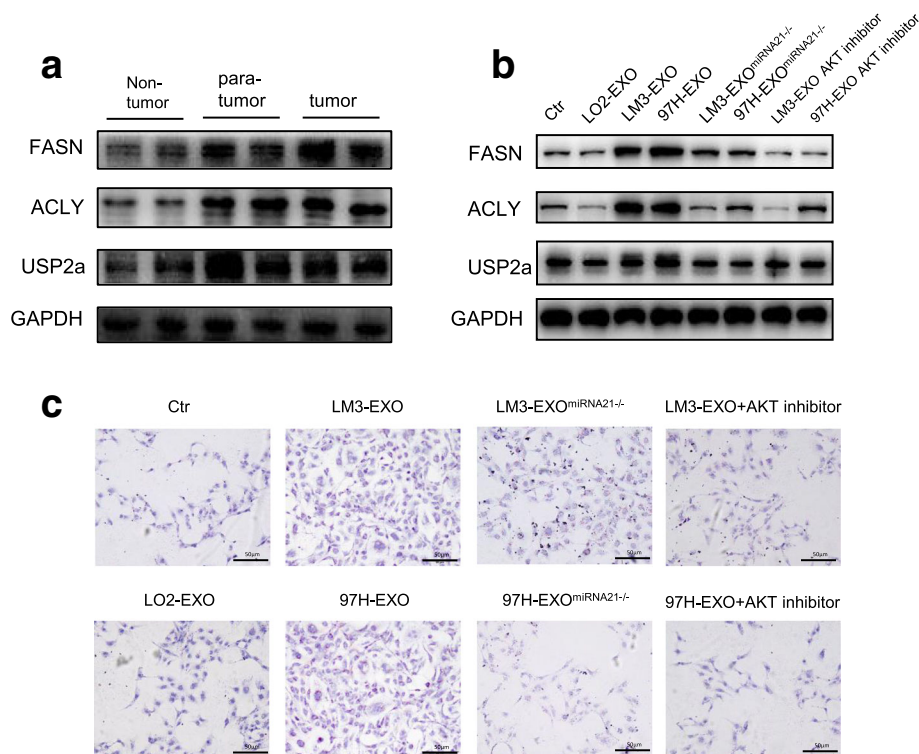 a
Non-
tumor
para-
tumor
tumor
FASN
ACLY
USP2a
GAPDH
b
Ctr
LO2-EXO
LM3-EXO
97H-EXO
LM3-EXOmiRNA21-/-
97H-EXOmiRNA21-/-
LM3-EXO AKT inhibitor
97H-EXO AKT inhibitor
FASN
ACLY
USP2a
GAPDH
c
Ctr
LM3-EXO
LM3-EXOmiRNA21-/-
LM3-EXO+AKT inhibitor
50μm
50μm
50μm
50μm
LO2-EXO
97H-EXO
97H-EXOmiRNA21-/-
97H-EXO+AKT inhibitor
50μm
50μm
50μm
50μm